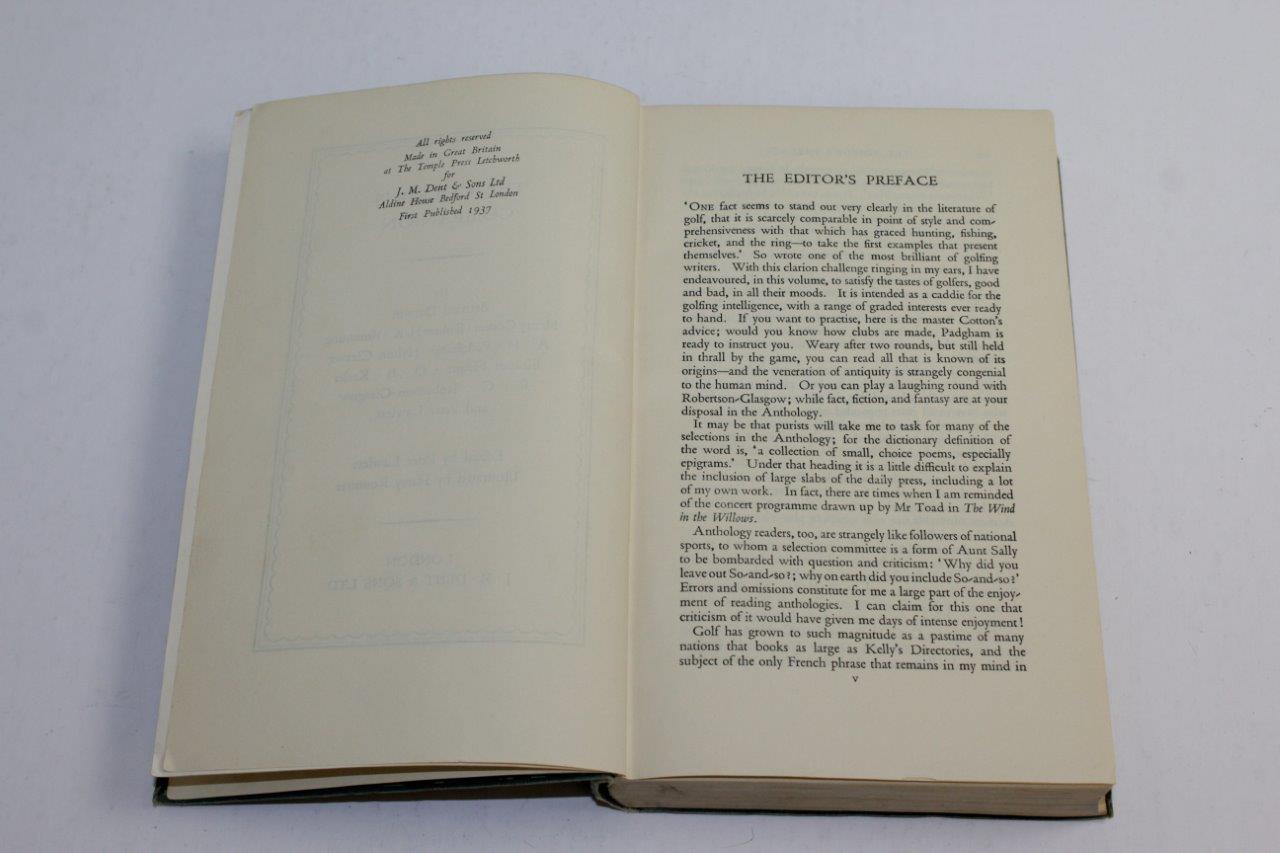 All rights reserved
Made in Great Britain
at The Temple Press Letchworth
for
J. M. Dent & Sons Ltd
Aldine House Bedford St London
First Published 1937
THE EDITOR'S PREFACE
'ONE fact seems to stand out very clearly in the literature of
golf, that it is scarcely comparable in point of style and com-
prehensiveness with that which has graced hunting, fishing,
cricket, and the ring—to take the first examples that present
themselves.' So wrote one of the most brilliant of golfing
writers. With this clarion challenge ringing in my ears, I have
endeavoured, in this volume, to satisfy the tastes of golfers, good
and bad, in all their moods. It is intended as a caddie for the
golfing intelligence, with a range of graded interests ever ready
to hand. If you want to practise, here is the master Cotton's
advice; would you know how clubs are made, Padgham is
ready to instruct you. Weary after two rounds, but still held
in thrall by the game, you can read all that is known of its
origins—and the veneration of antiquity is strangely congenial
to the human mind. Or you can play a laughing round with
Robertson-Glasgow; while fact, fiction, and fantasy are at your
disposal in the Anthology.
It may be that purists will take me to task for many of the
selections in the Anthology; for the dictionary definition of
the word is, 'a collection of small, choice poems, especially
epigrams.' Under that heading it is a little difficult to explain
the inclusion of large slabs of the daily press, including a lot
of my own work. In fact, there are times when I am reminded
of the concert programme drawn up by Mr Toad in The Wind
in the Willows.
Anthology readers, too, are strangely like followers of national
sports, to whom a selection committee is a form of Aunt Sally
to be bombarded with question and criticism: 'Why did you
leave out So-and-so?; why on earth did you include So-and-so?'
Errors and omissions constitute for me a large part of the enjoy-
ment of reading anthologies. I can claim for this one that
criticism of it would have given me days of intense enjoyment!
Golf has grown to such magnitude as a pastime of many
nations that books as large as Kelly's Directories, and the
subject of the only French phrase that remains in my mind in
v
LONDON
J. M. DENT & SONS LTD